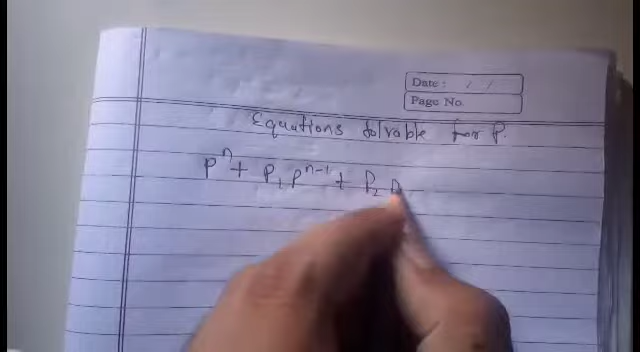 Date : / /
Page No.
Equations solvable for P.
pⁿ + P₁ pⁿ⁻¹ + P₂ p